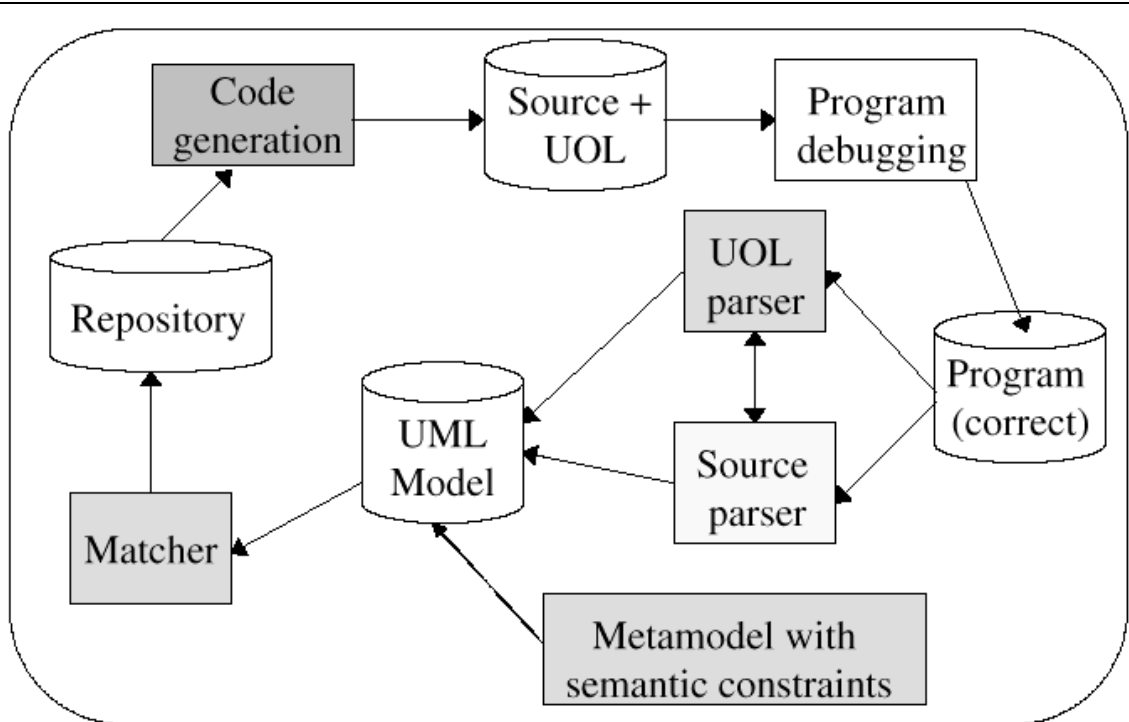 Code
generation
Source +
UOL
Program
debugging
UOL
parser
Repository
Program
(correct)
UML
Model
Source
parser
Matcher
Metamodel with
semantic constraints